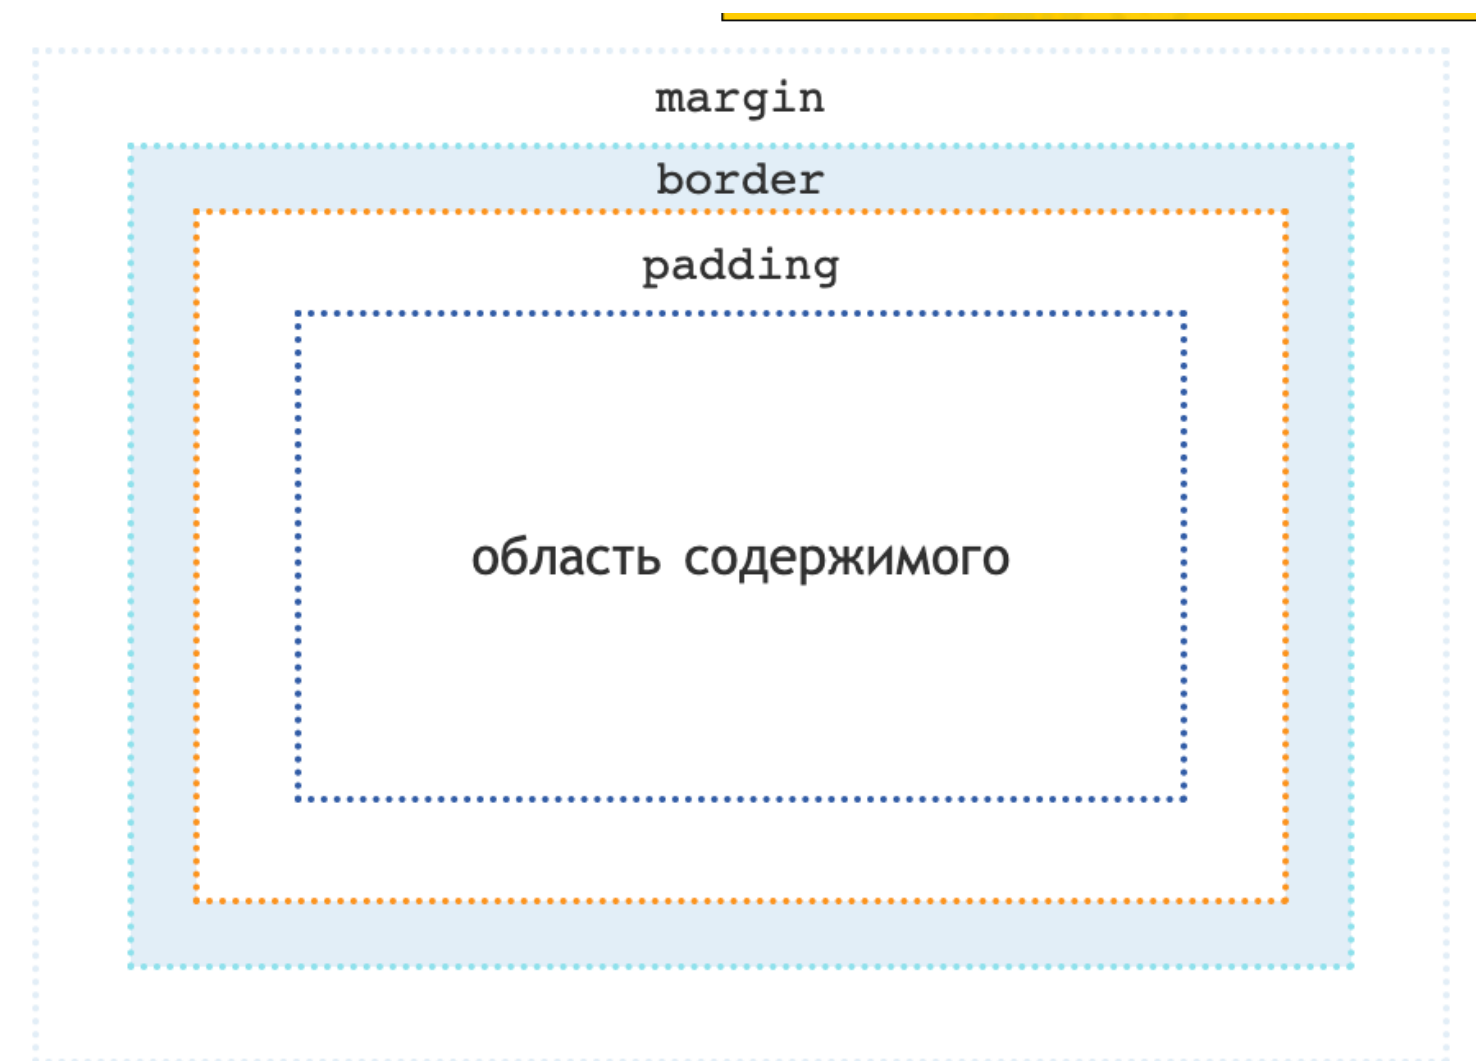 margin
border
padding
область содержимого